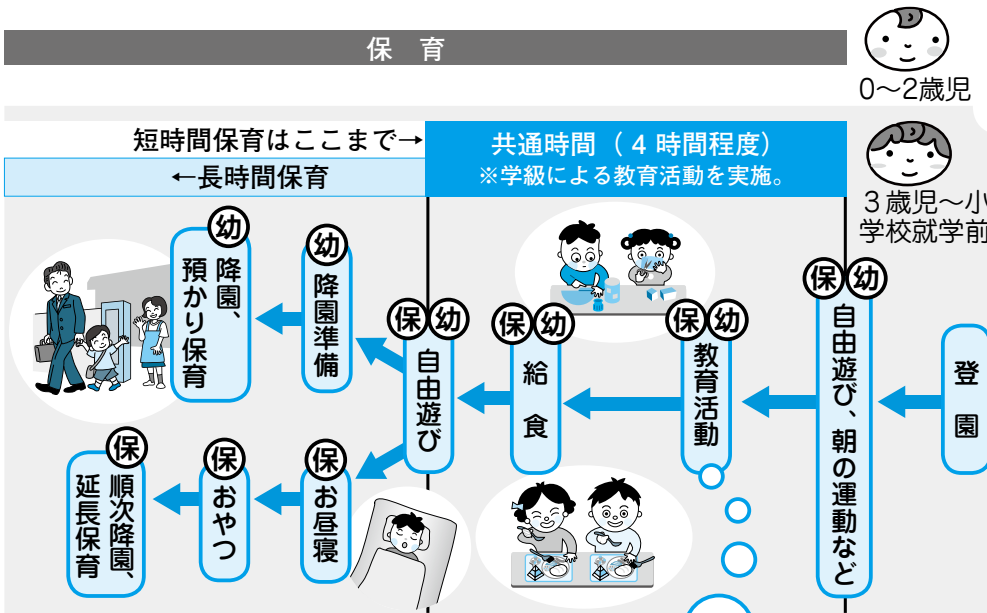 保 育
0〜2歳児
短時間保育はここまで→
←長時間保育
共通時間（4時間程度）
※学級による教育活動を実施。
3歳児〜小
学校就学前
登園
保幼
自由遊び、朝の運動など
保幼
教育活動
保幼
給食
保幼
自由遊び
幼
降園準備
幼
降園、
預かり保育
保
お昼寝
保
おやつ
保
順次降園、
延長保育